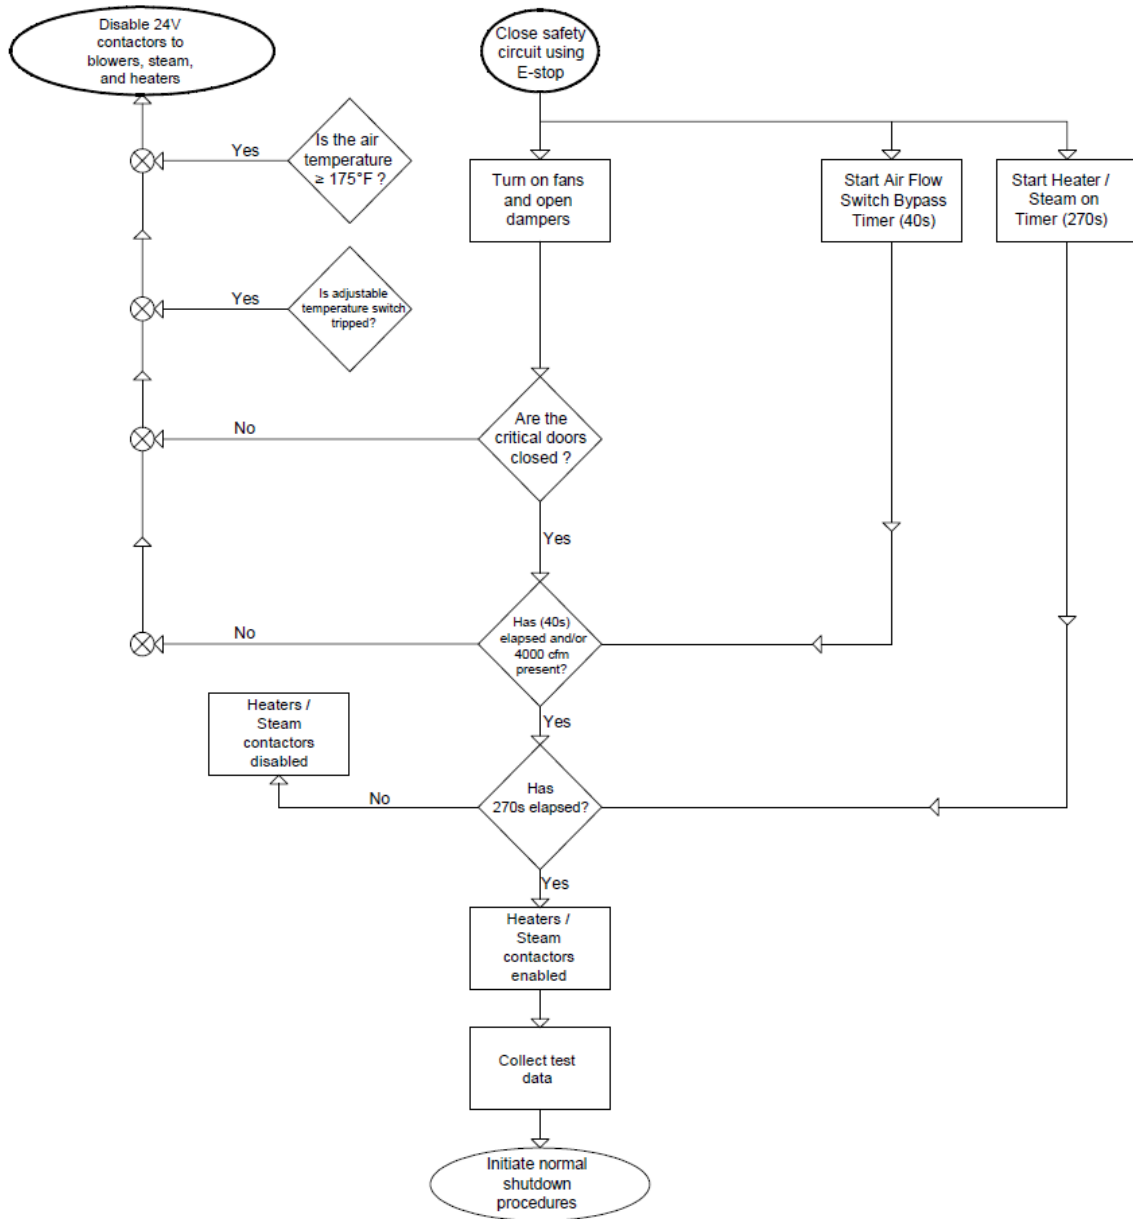 Disable 24V
contactors to
blowers, steam,
and heaters
Close safety
circuit using
E-stop
Is the air
temperature
≥ 175°F ?
Yes
Turn on fans
and open
dampers
Start Air Flow
Switch Bypass
Timer (40s)
Start Heater /
Steam on
Timer (270s)
Is adjustable
temperature switch
tripped?
Yes
Are the
critical doors
closed ?
No
Yes
Has (40s)
elapsed and/or
4000 cfm
present?
No
Yes
Heaters /
Steam
contactors
disabled
Has
270s elapsed?
No
Yes
Heaters /
Steam
contactors
enabled
Collect test
data
Initiate normal
shutdown
procedures